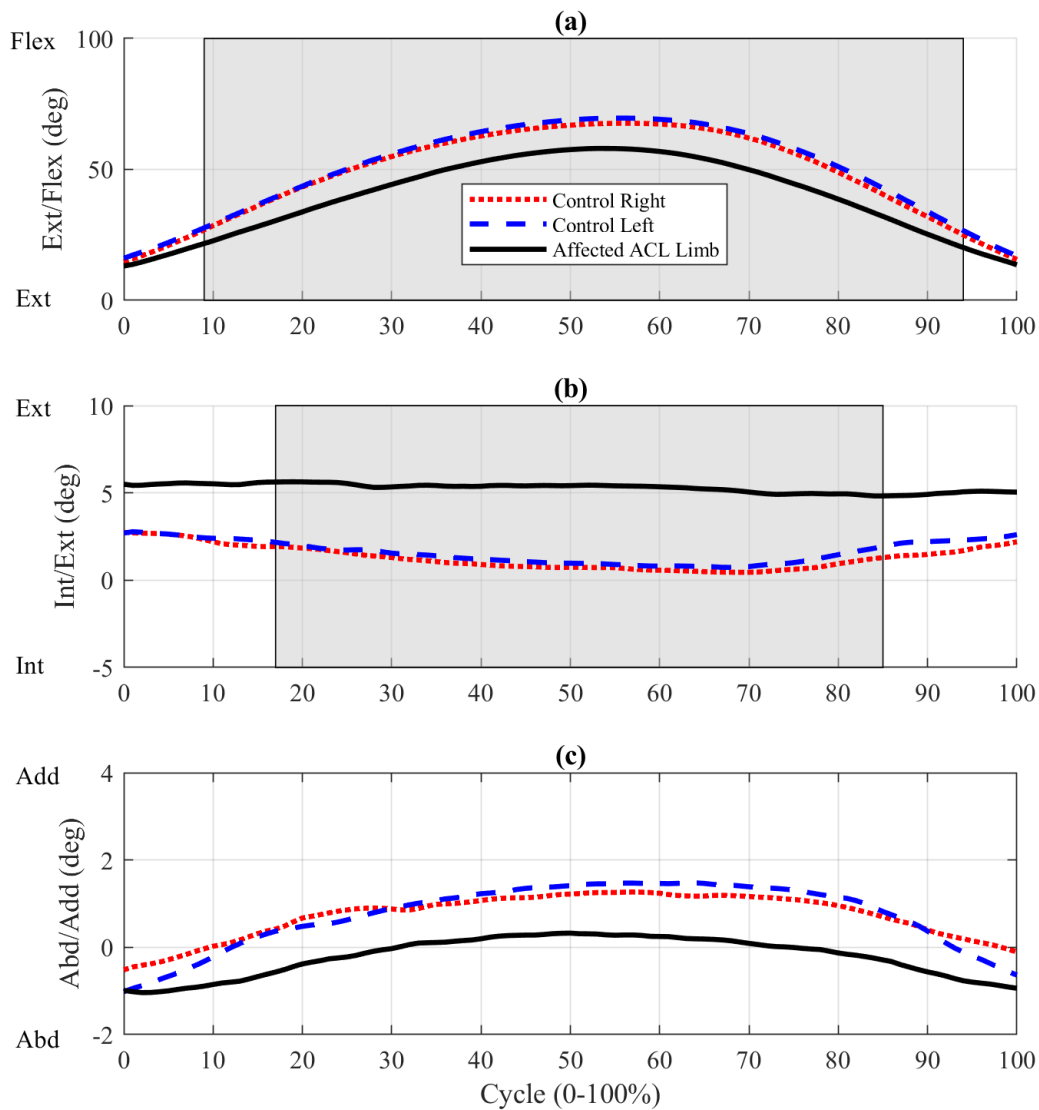 (a)
Flex
100
Ext/Flex (deg)
50
Control Right
Control Left
Affected ACL Limb
Ext
0
0 10 20 30 40 50 60 70 80 90 100
(b)
Ext
10
Int/Ext (deg)
5
0
Int
-5
0 10 20 30 40 50 60 70 80 90 100
(c)
Add
4
Abd/Add (deg)
2
0
Abd
-2
0 10 20 30 40 50 60 70 80 90 100
Cycle (0-100%)